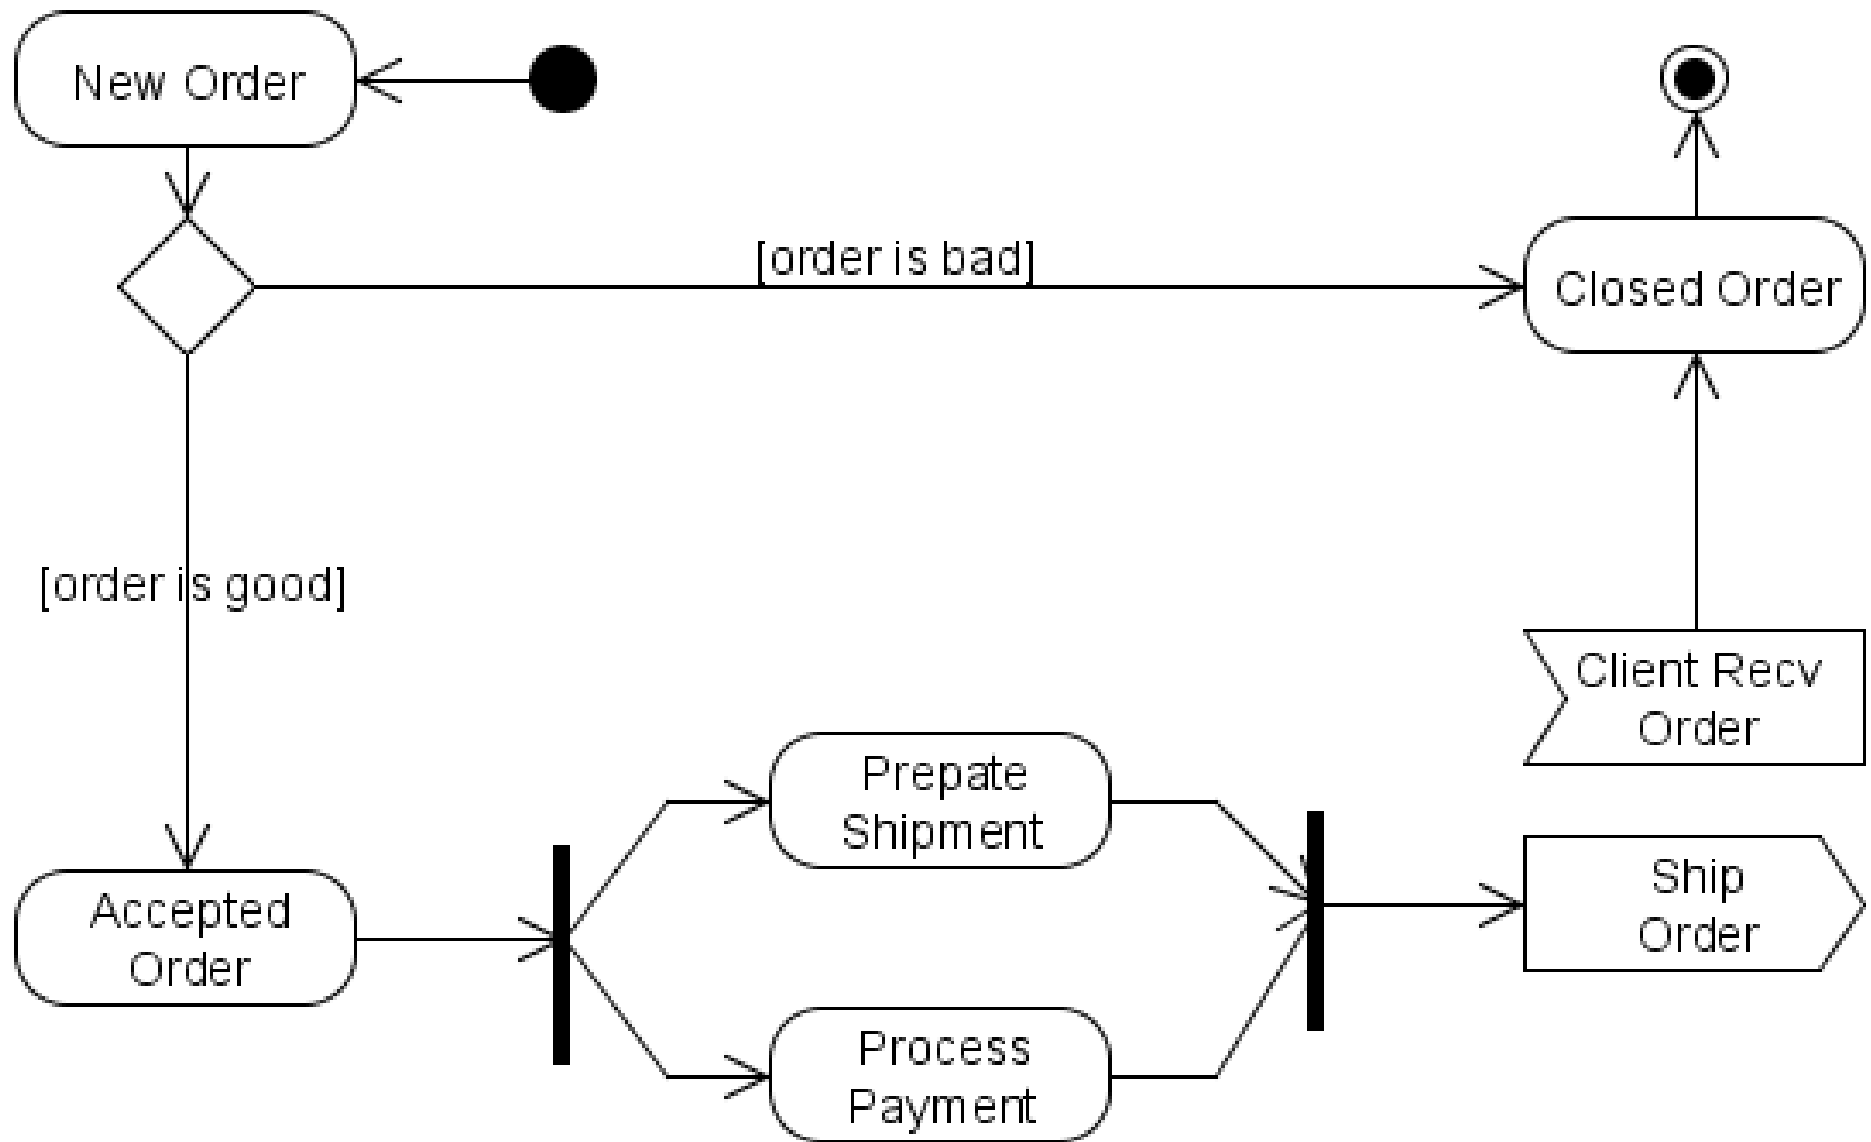 New Order
[order is bad]
Closed Order
[order is good]
Client Recv
Order
Prepate
Shipment
Accepted
Order
Ship
Order
Process
Payment